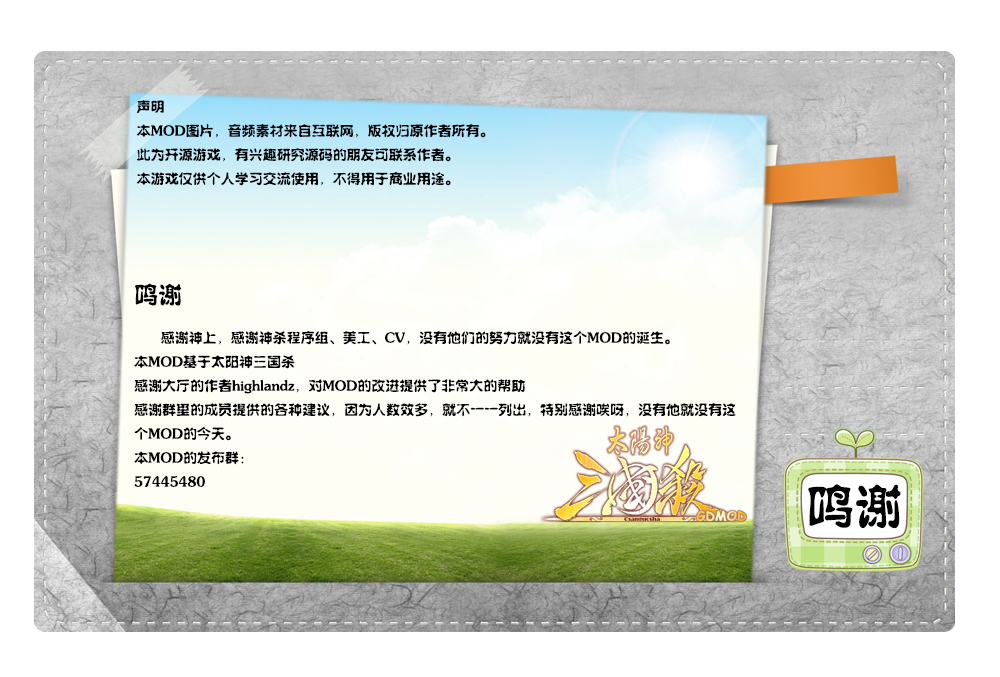 声明
本MOD图片，音频素材来自互联网，版权归原作者所有。
此为开源游戏，有兴趣研究源码的朋友可联系作者。
本游戏仅供个人学习交流使用，不得用于商业用途。
鸣谢
感谢神上，感谢神杀程序组、美工、CV，没有他们的努力就没有这个MOD的诞生。
本MOD基于太阳神三国杀
感谢大厅的作者highlandz，对MOD的改进提供了非常大的帮助
感谢群里的成员提供的各种建议，因为人数效多，就不一一列出，特别感谢唉呀，没有他就没有这
个MOD的今天。
本MOD的发布群：
57445480
太陽神
三國殺
Sanguosha
GDMOD
鸣谢